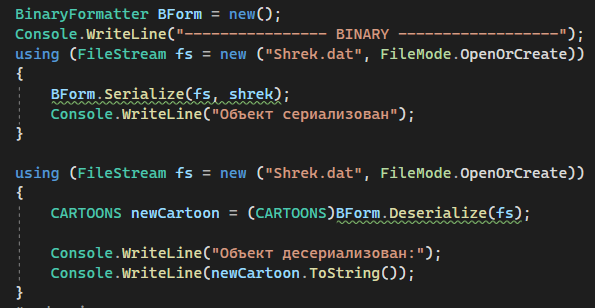 BinaryFormatter BForm = new();
Console.WriteLine("---------------- BINARY ------------------");
using (FileStream fs = new ("Shrek.dat", FileMode.OpenOrCreate))
{
BForm.Serialize(fs, shrek);
Console.WriteLine("Объект сериализован");
}
using (FileStream fs = new ("Shrek.dat", FileMode.OpenOrCreate))
{
CARTOONS newCartoon = (CARTOONS)BForm.Deserialize(fs);
Console.WriteLine("Объект десериализован:");
Console.WriteLine(newCartoon.ToString());
}